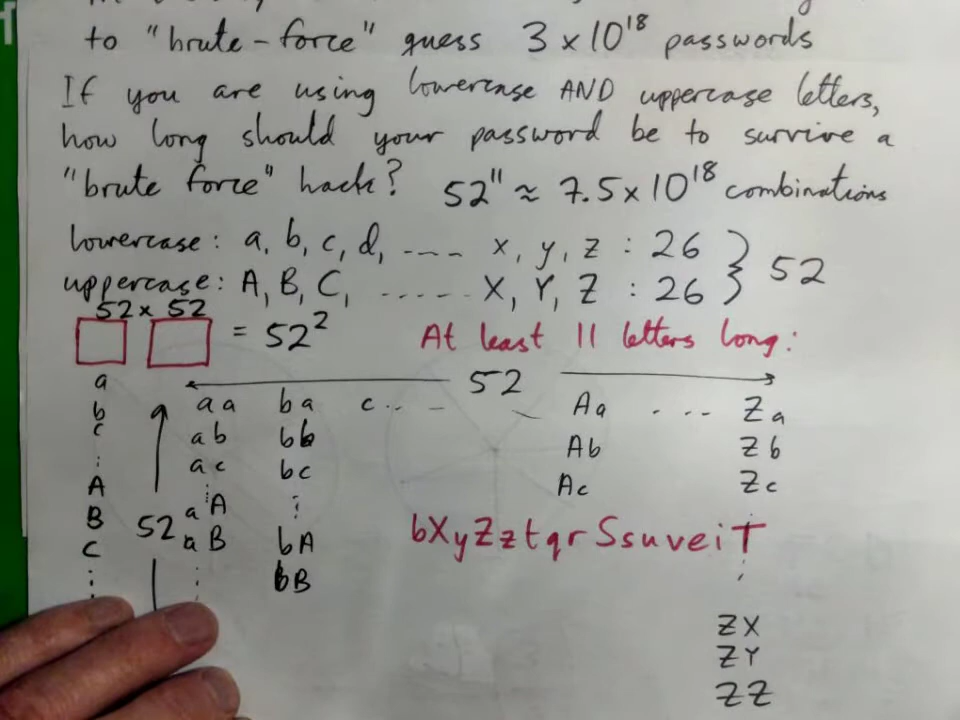 to "brute-force" guess 3 x 10^18 passwords
If you are using lowercase AND uppercase letters,
how long should your password be to survive a
"brute force" hack? 52^11 ≈ 7.5 x 10^18 combinations
lowercase: a, b, c, d, ---- x, y, z : 26 } 52
uppercase: A, B, C, ...... X, Y, Z : 26
52 x 52
= 52^2 At least 11 letters long:
52
a aa ba c.. - Aa .... Za
b ab bb Ab Zb
c ac bc Ac Zc
:
A aA :
B 52 aB bA bXyZztqrSsuveiT
C bB
:
ZX
ZY
ZZ